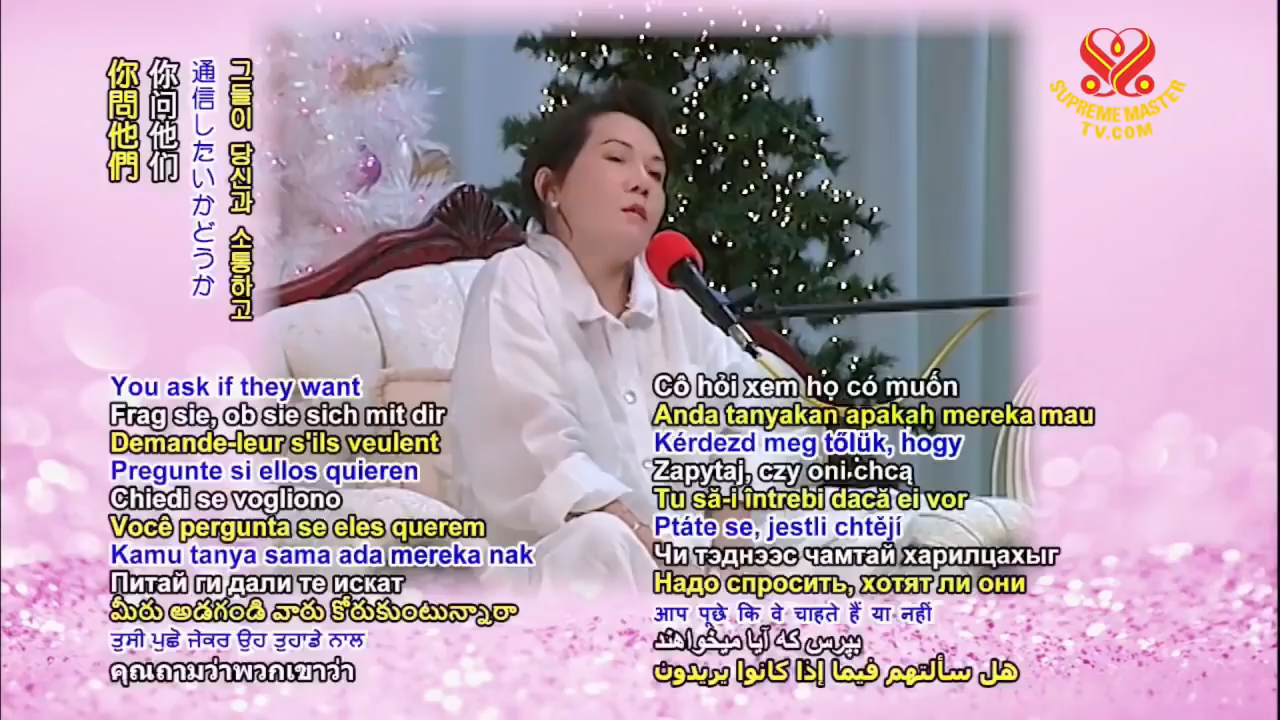 그들이 당신과 소통하고
通信したいかどうか
你问他们
你問他們
SUPREME MASTER
TV.COM
You ask if they want
Frag sie, ob sie sich mit dir
Demande-leur s'ils veulent
Pregunte si ellos quieren
Chiedi se vogliono
Você pergunta se eles querem
Kamu tanya sama ada mereka nak
Питай ги дали те искат
మీరు అడగండి వారు కోరుకుంటున్నారా
ਤੁਸੀ ਪੁਛੋ ਜੇਕਰ ਉਹ ਤੁਹਾਡੇ ਨਾਲ
คุณถามว่าพวกเขาว่า
Cô hỏi xem họ có muốn
Anda tanyakan apakah mereka mau
Kérdezd meg tőlük, hogy
Zapytaj, czy oni chcą
Tu să-i întrebi dacă ei vor
Ptáte se, jestli chtějí
Чи тэднээс чамтай харилцахыг
Надо спросить, хотят ли они
आप पूछे कि वे चाहते हैं या नहीं
بپرس که آیا میخواهند
هل سألتهم فيما إذا كانوا يريدون